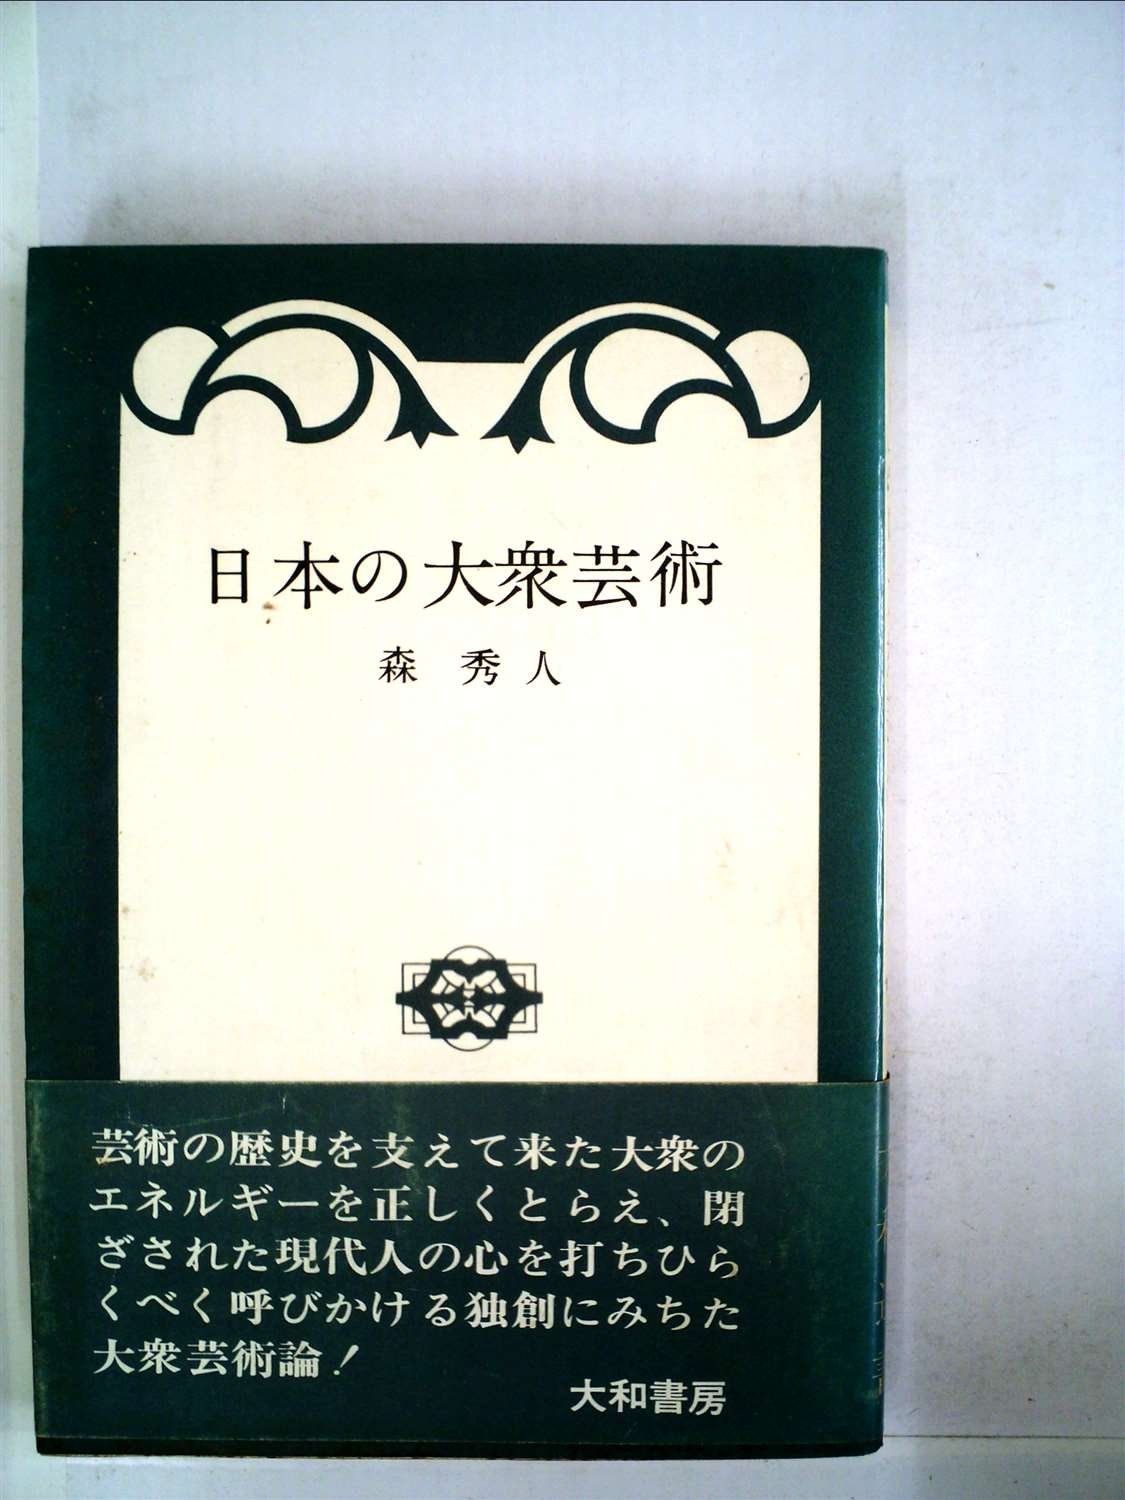 日本の大衆芸術
森 秀人
芸術の歴史を支えて来た大衆の
エネルギーを正しくとらえ、閉
ざされた現代人の心を打ちひら
くべく呼びかける独創にみちた
大衆芸術論！
大和書房